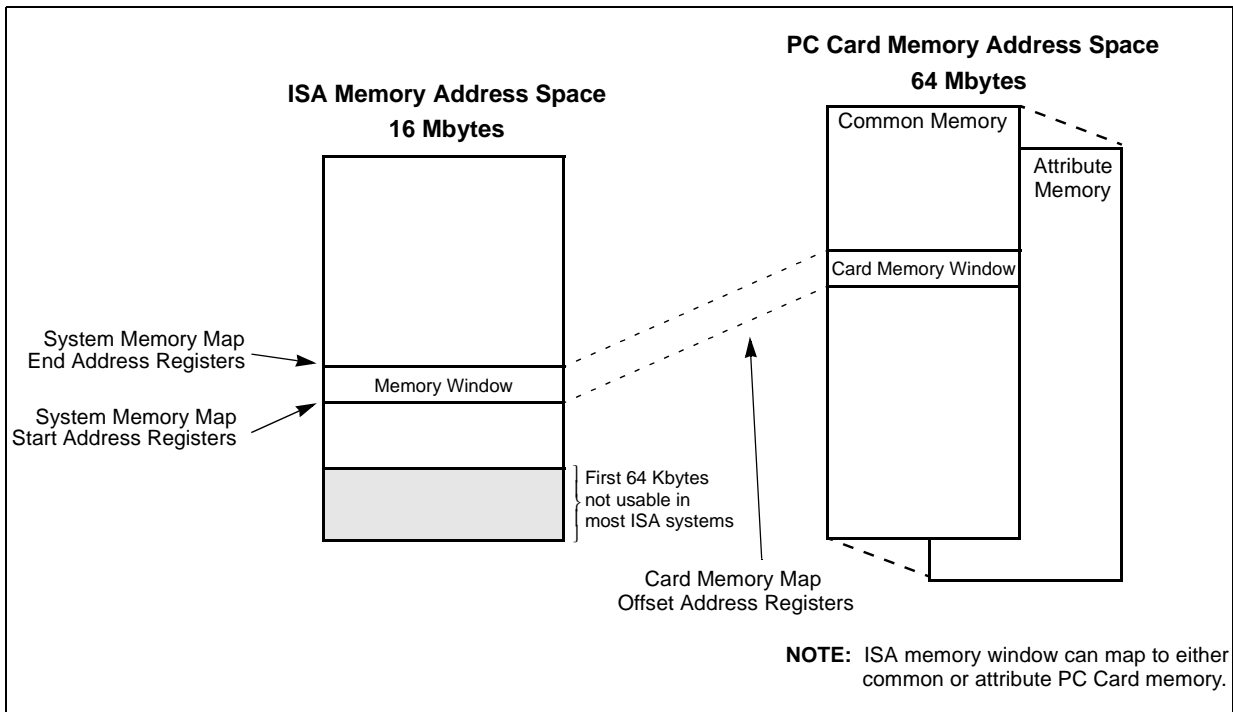 PC Card Memory Address Space
64 Mbytes
ISA Memory Address Space
16 Mbytes
Common Memory
Attribute
Memory
Card Memory Window
System Memory Map
End Address Registers
Memory Window
System Memory Map
Start Address Registers
First 64 Kbytes
not usable in
most ISA systems
Card Memory Map
Offset Address Registers
NOTE: ISA memory window can map to either
common or attribute PC Card memory.